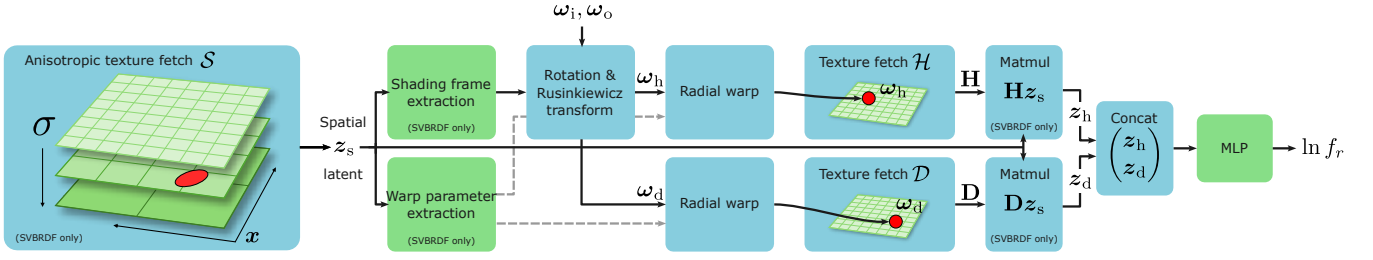 Anisotropic texture fetch 𝒮
σ
x
(SVBRDF only)
Spatial
z_s
latent
Shading frame
extraction
(SVBRDF only)
Warp parameter
extraction
(SVBRDF only)
ω_i, ω_o
Rotation &
Rusinkiewicz
transform
ω_h
ω_d
Radial warp
Radial warp
Texture fetch ℋ
ω_h
Texture fetch 𝒟
ω_d
H
D
Matmul
Hz_s
(SVBRDF only)
Matmul
Dz_s
(SVBRDF only)
z_h
z_d
Concat
(z_h
z_d)
MLP
ln f_r